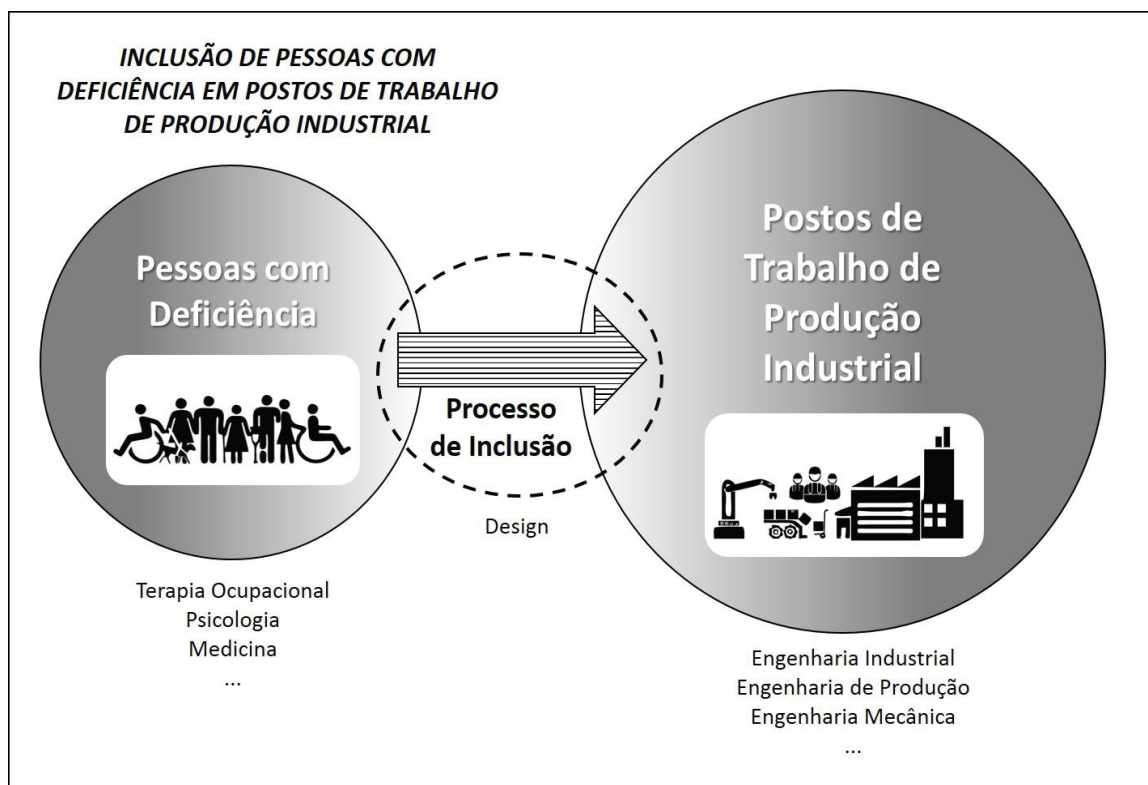 INCLUSÃO DE PESSOAS COM
DEFICIÊNCIA EM POSTOS DE TRABALHO
DE PRODUÇÃO INDUSTRIAL
Pessoas com
Deficiência
Processo
de Inclusão
Design
Postos de
Trabalho de
Produção
Industrial
Terapia Ocupacional
Psicologia
Medicina
...
Engenharia Industrial
Engenharia de Produção
Engenharia Mecânica
...